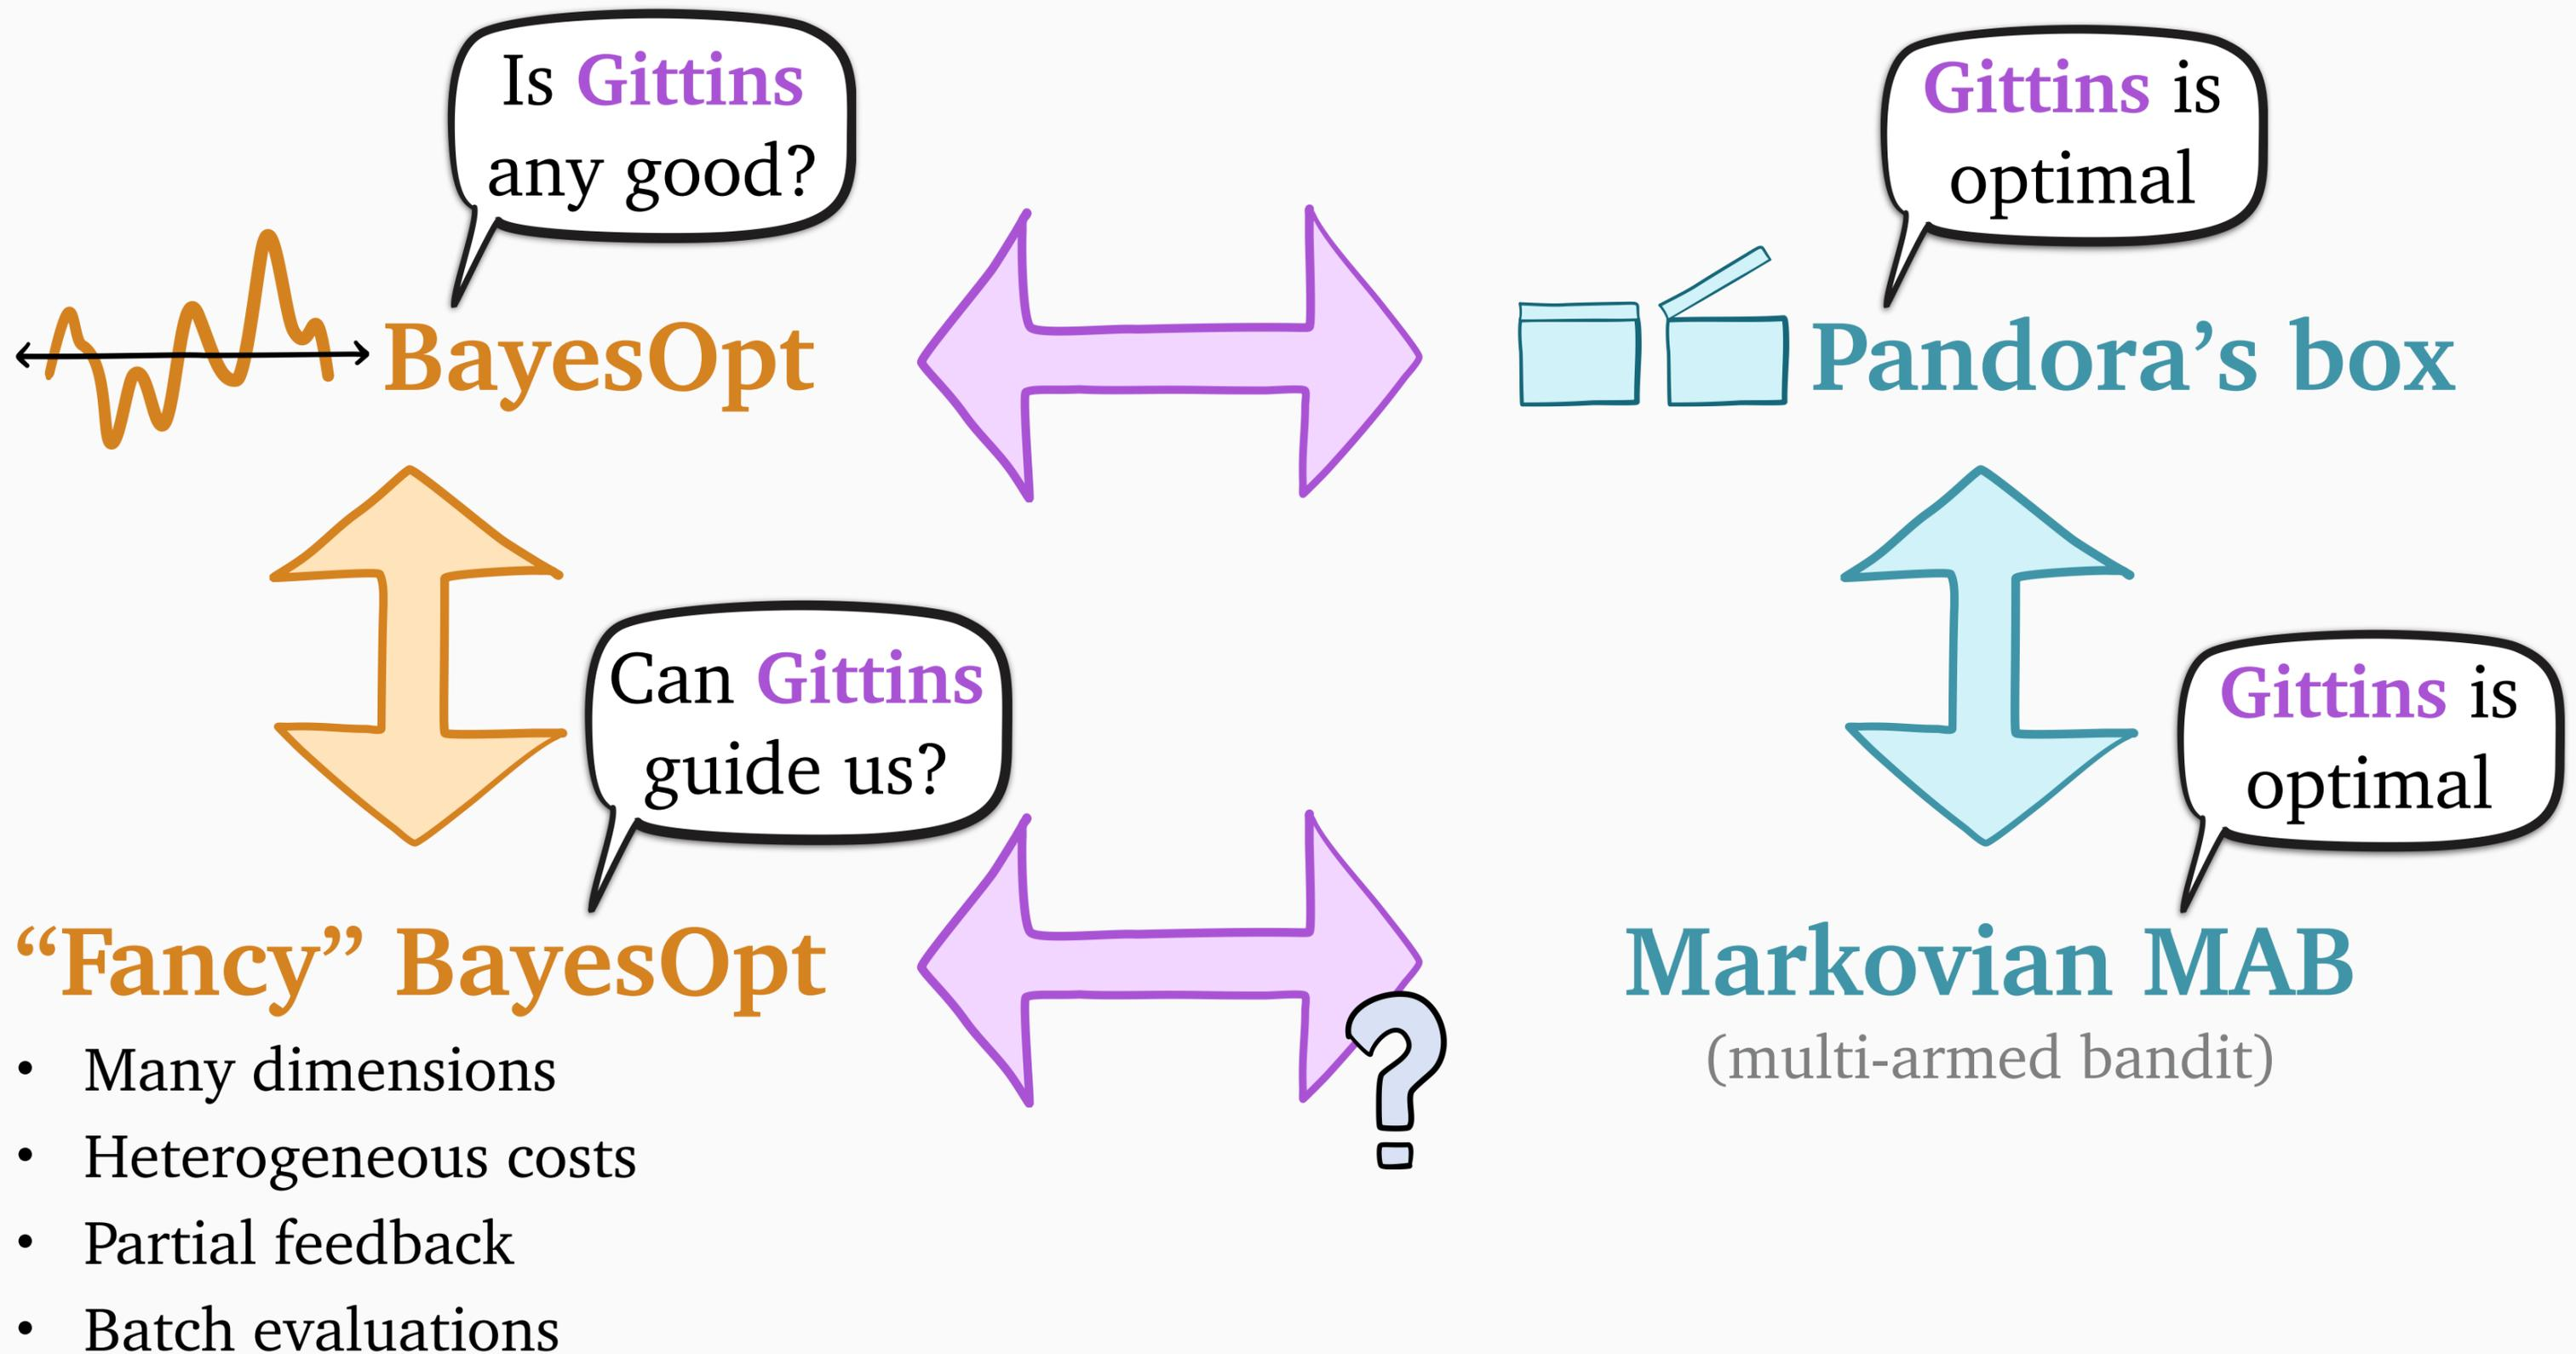 Is Gittins
any good?
Gittins is
optimal
BayesOpt
Pandora’s box
Can Gittins
guide us?
Gittins is
optimal
“Fancy” BayesOpt
• Many dimensions
• Heterogeneous costs
• Partial feedback
• Batch evaluations
?
Markovian MAB
(multi-armed bandit)